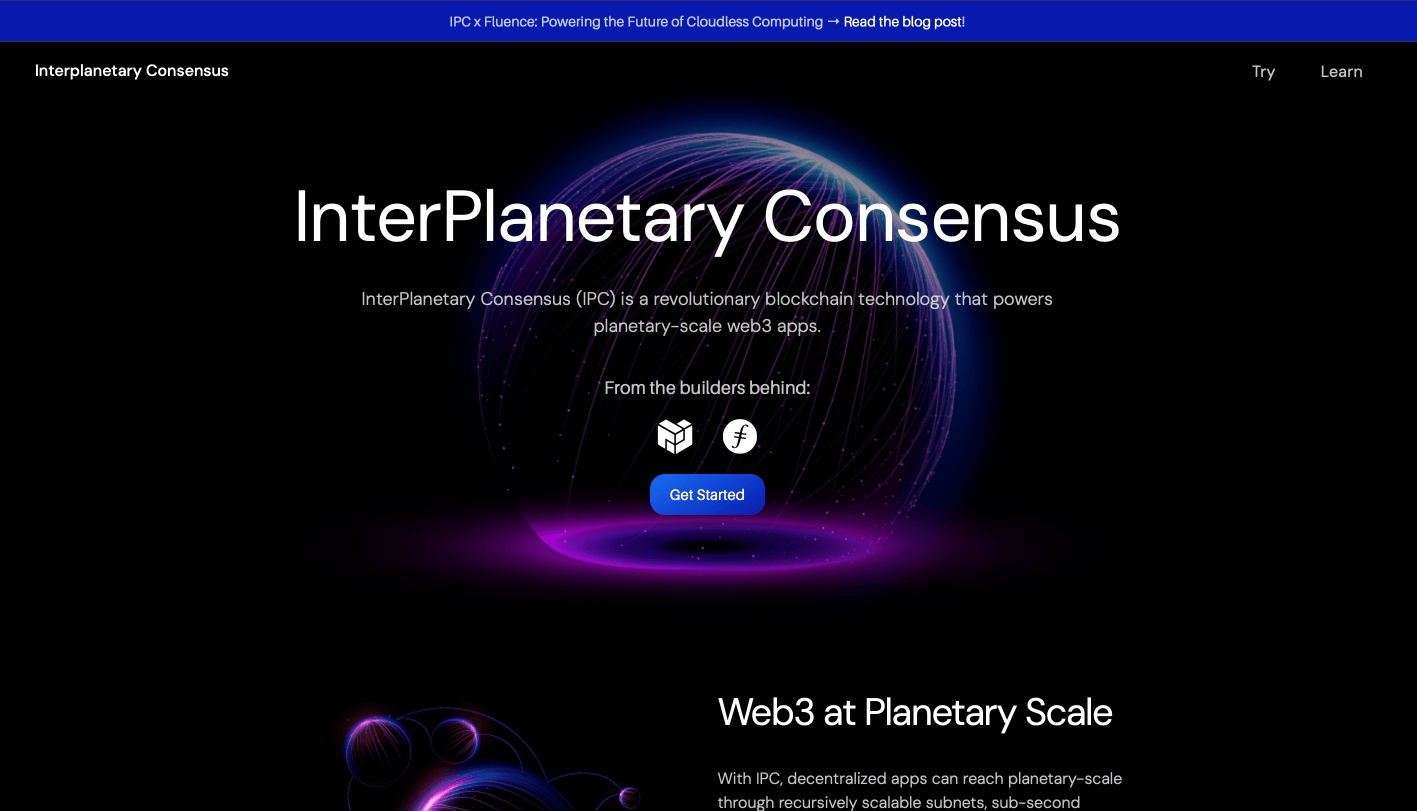 IPC x Fluence: Powering the Future of Cloudless Computing → Read the blog post!
Interplanetary Consensus
Try
Learn
InterPlanetary Consensus
InterPlanetary Consensus (IPC) is a revolutionary blockchain technology that powers
planetary-scale web3 apps.
From the builders behind:
Get Started
Web3 at Planetary Scale
With IPC, decentralized apps can reach planetary-scale
through recursively scalable subnets, sub-second